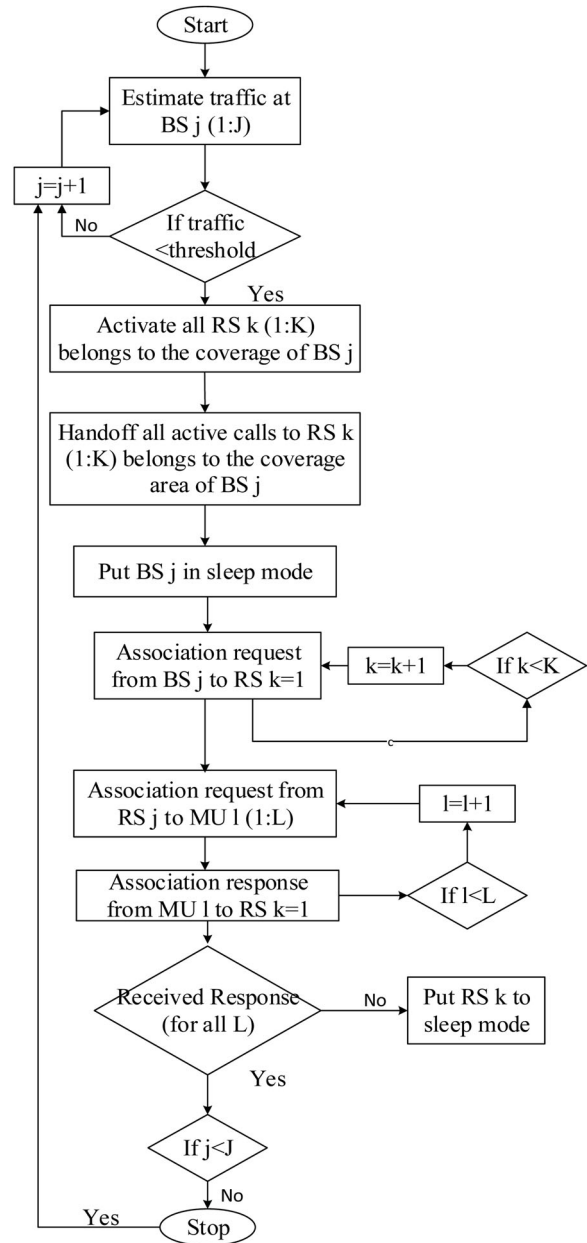 Start
Estimate traffic at
BS j (1:J)
j=j+1
No
If traffic
<threshold
Yes
Activate all RS k (1:K)
belongs to the coverage of BS j
Handoff all active calls to RS k
(1:K) belongs to the coverage
area of BS j
Put BS j in sleep mode
Association request
from BS j to RS k=1
k=k+1
If k<K
c
Association request from
RS j to MU l (1:L)
l=l+1
Association response
from MU l to RS k=1
If l<L
Received Response
(for all L)
No
Put RS k to
sleep mode
Yes
If j<J
No
Yes
Stop